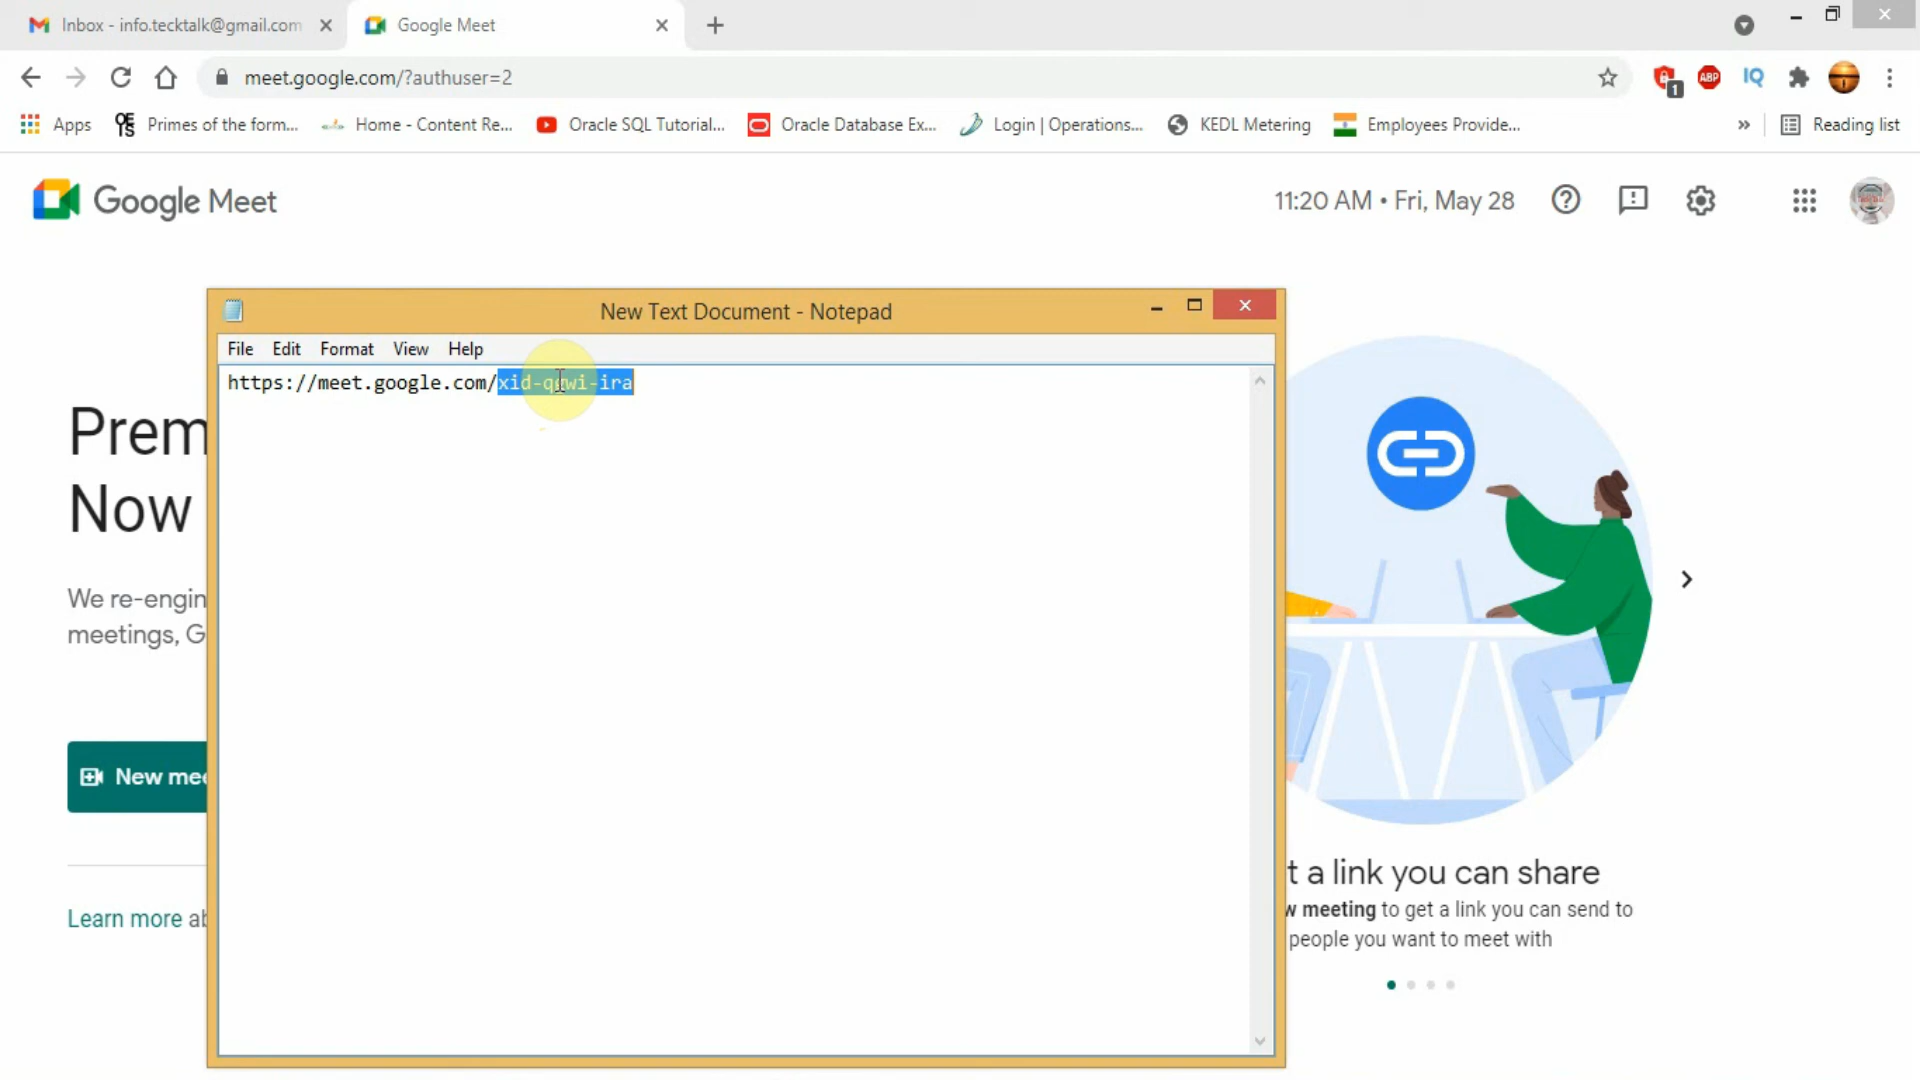 Inbox - info.tecktalk@gmail.com
Google Meet
meet.google.com/?authuser=2
1
ABP
IQ
Apps
Primes of the form...
Home - Content Re...
Oracle SQL Tutorial...
Oracle Database Ex...
Login | Operations...
KEDL Metering
Employees Provide...
»
Reading list
Google Meet
11:20 AM • Fri, May 28
New Text Document - Notepad
File Edit Format View Help
https://meet.google.com/xid-qgwi-ira
Prem
Now
We re-engin
meetings, G
New mee
Learn more ab
t a link you can share
w meeting to get a link you can send to
people you want to meet with